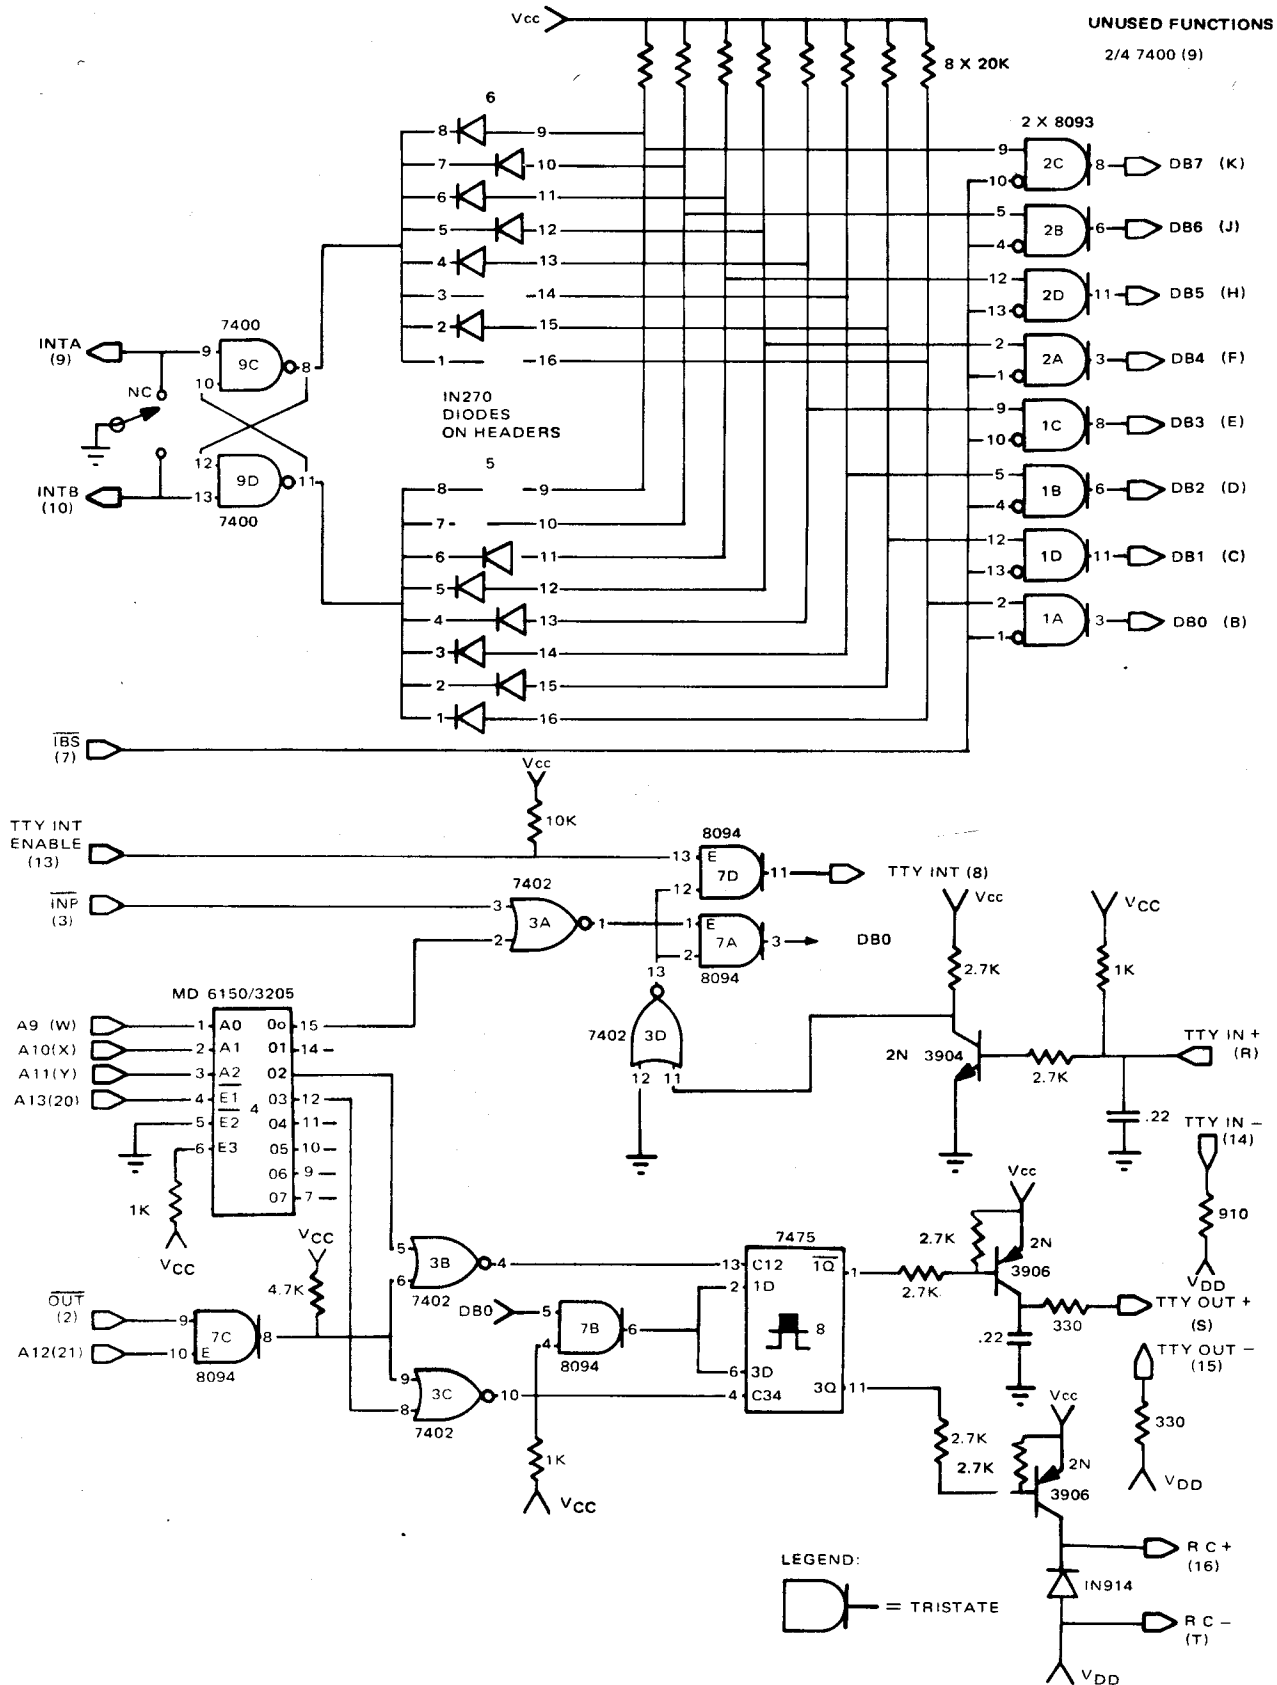 Vcc
UNUSED FUNCTIONS
2/4 7400 (9)
8 X 20K
6
2 X 8093
8 9
7 10
6 11
5 12
4 13
3 14
2 15
1 16
9 10 2C 8 DB7 (K)
5 4 2B 6 DB6 (J)
12 13 2D 11 DB5 (H)
2 1 2A 3 DB4 (F)
9 10 1C 8 DB3 (E)
5 4 1B 6 DB2 (D)
12 13 1D 11 DB1 (C)
2 1 1A 3 DB0 (B)
7400
INTA
(9)
9 10 9C 8
NC
12 13 9D 11
INTB
(10)
7400
IN270
DIODES
ON HEADERS
5
8 9
7 10
6 11
5 12
4 13
3 14
2 15
1 16
IBS
(7)
Vcc
10K
TTY INT
ENABLE
(13)
8094
13 E 12 7D 11
TTY INT (8)
INP
(3)
7402
3 2 3A 1
1 E 2 7A 3 DB0
8094
13
7402 3D
12 11
Vcc
2.7K
VCC
1K
2N 3904
2.7K
TTY IN +
(R)
.22
TTY IN –
(14)
910
VDD
MD 6150/3205
A9 (W) 1 A0 0o 15
A10(X) 2 A1 01 14
A11(Y) 3 A2 02
A13(20) 4 E1 03 12
4
5 E2 04 11
6 E3 05 10
06 9
07 7
1K
VCC
VCC
4.7K
OUT
(2)
A12(21)
9 10 E 7C 8
8094
5 6 3B 4
7402
9 8 3C 10
7402
DB0 5 4 7B 6
8094
1K
VCC
7475
13 C12 1Q 1
2 1D
8
6 3D
4 C34 3Q 11
Vcc
2.7K
2N
3906
2.7K
330
TTY OUT +
(S)
.22
TTY OUT –
(15)
330
VDD
Vcc
2.7K
2.7K
2N
3906
R C +
(16)
IN914
R C –
(T)
VDD
LEGEND:
= TRISTATE